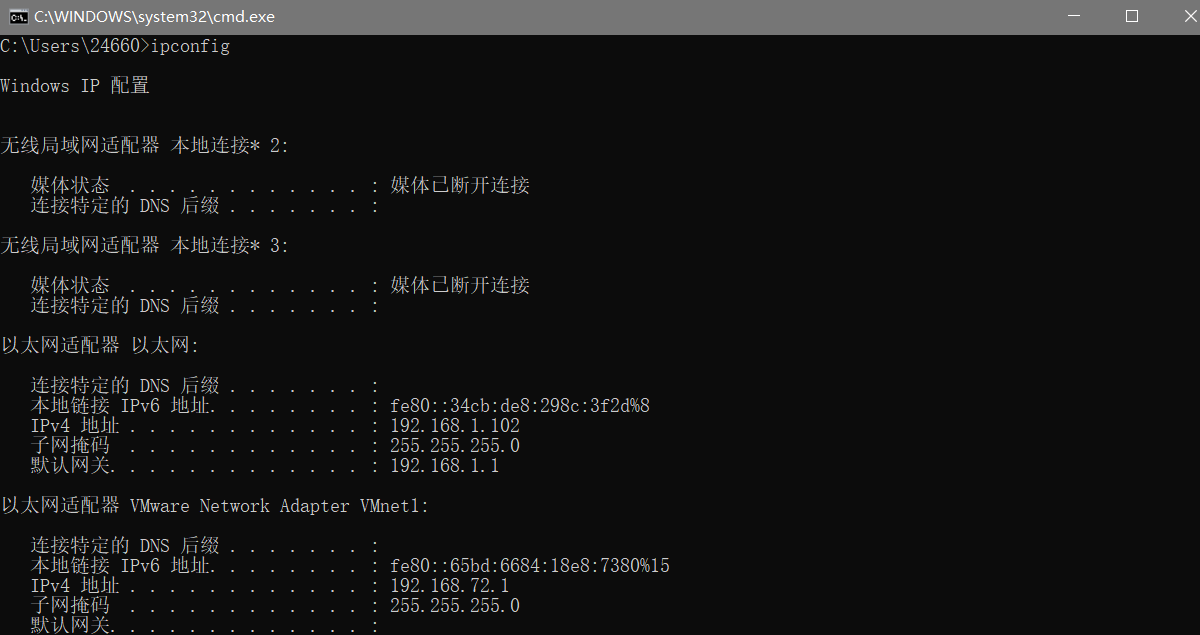 C:\WINDOWS\system32\cmd.exe
C:\Users\24660>ipconfig
Windows IP 配置
无线局域网适配器 本地连接* 2:
媒体状态 . . . . . . . . . . . . : 媒体已断开连接
连接特定的 DNS 后缀 . . . . . . . :
无线局域网适配器 本地连接* 3:
媒体状态 . . . . . . . . . . . . : 媒体已断开连接
连接特定的 DNS 后缀 . . . . . . . :
以太网适配器 以太网:
连接特定的 DNS 后缀 . . . . . . . :
本地链接 IPv6 地址. . . . . . . . : fe80::34cb:de8:298c:3f2d%8
IPv4 地址 . . . . . . . . . . . . : 192.168.1.102
子网掩码 . . . . . . . . . . . . : 255.255.255.0
默认网关. . . . . . . . . . . . . : 192.168.1.1
以太网适配器 VMware Network Adapter VMnet1:
连接特定的 DNS 后缀 . . . . . . . :
本地链接 IPv6 地址. . . . . . . . : fe80::65bd:6684:18e8:7380%15
IPv4 地址 . . . . . . . . . . . . : 192.168.72.1
子网掩码 . . . . . . . . . . . . : 255.255.255.0
默认网关. . . . . . . . . . . . . :